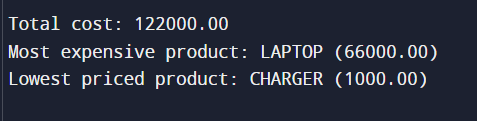 Total cost: 122000.00
Most expensive product: LAPTOP (66000.00)
Lowest priced product: CHARGER (1000.00)